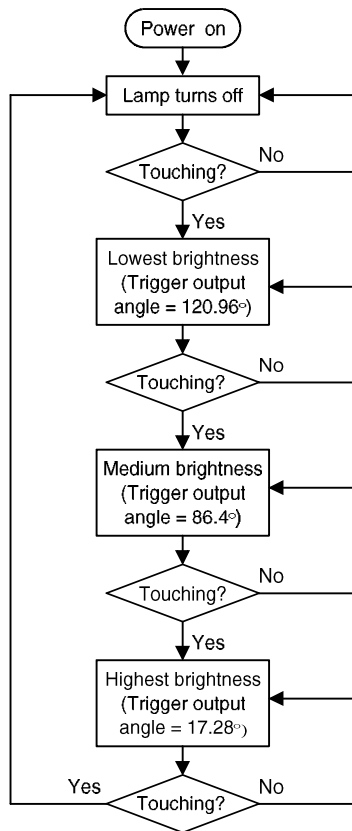 Power on
Lamp turns off
Touching?
No
Yes
Lowest brightness
(Trigger output
angle = 120.96°)
Touching?
No
Yes
Medium brightness
(Trigger output
angle = 86.4°)
Touching?
No
Yes
Highest brightness
(Trigger output
angle = 17.28°)
Yes
Touching?
No